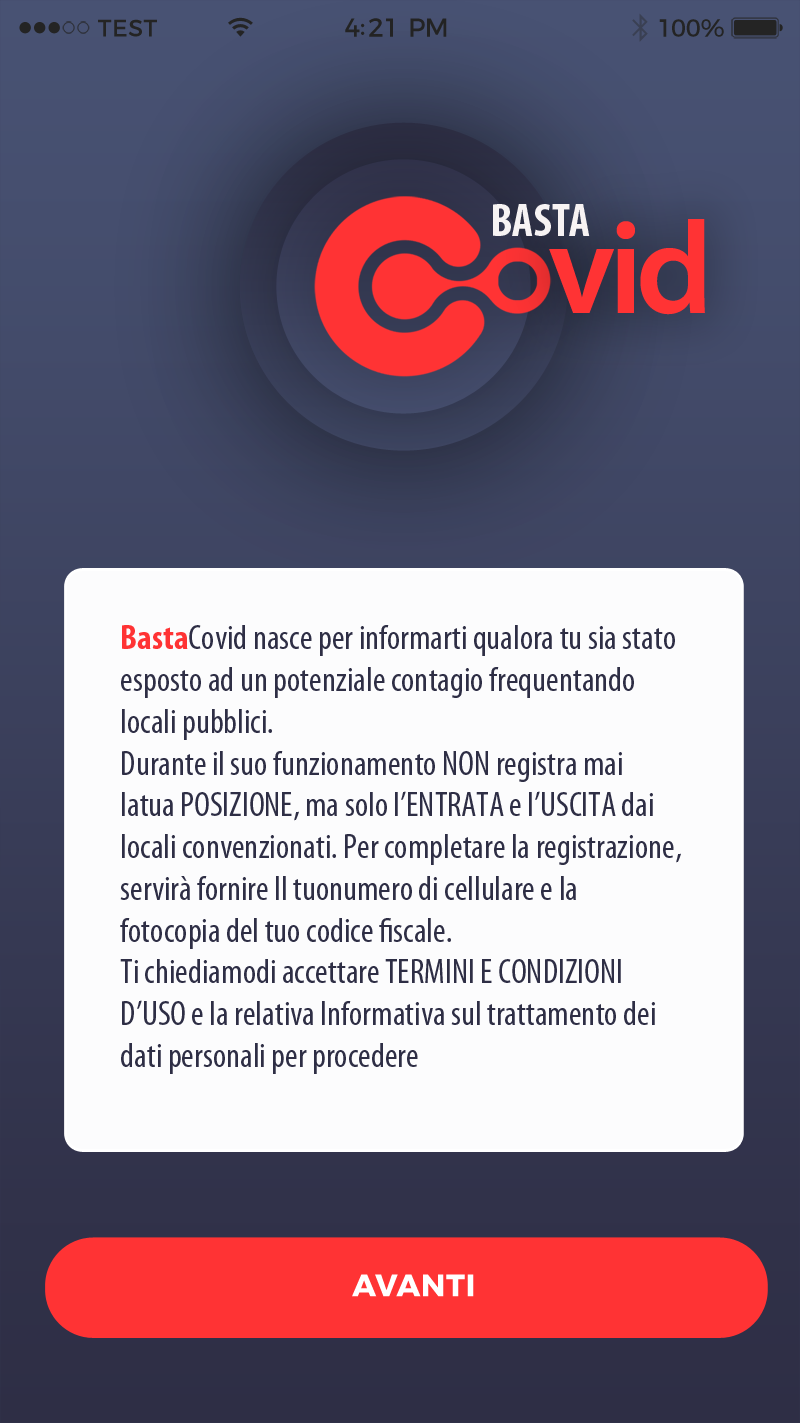 TEST 4:21 PM 100%
BASTA
Covid
BastaCovid nasce per informarti qualora tu sia stato
esposto ad un potenziale contagio frequentando
locali pubblici.
Durante il suo funzionamento NON registra mai
latua POSIZIONE, ma solo l’ENTRATA e l’USCITA dai
locali convenzionati. Per completare la registrazione,
servirà fornire Il tuonumero di cellulare e la
fotocopia del tuo codice fiscale.
Ti chiediamodi accettare TERMINI E CONDIZIONI
D’USO e la relativa Informativa sul trattamento dei
dati personali per procedere
AVANTI